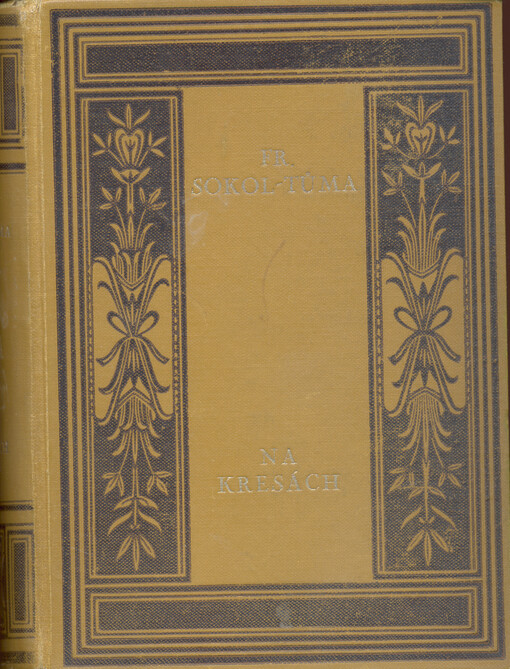 FR.
SOKOL-TŮMA
NA
KRESÁCH